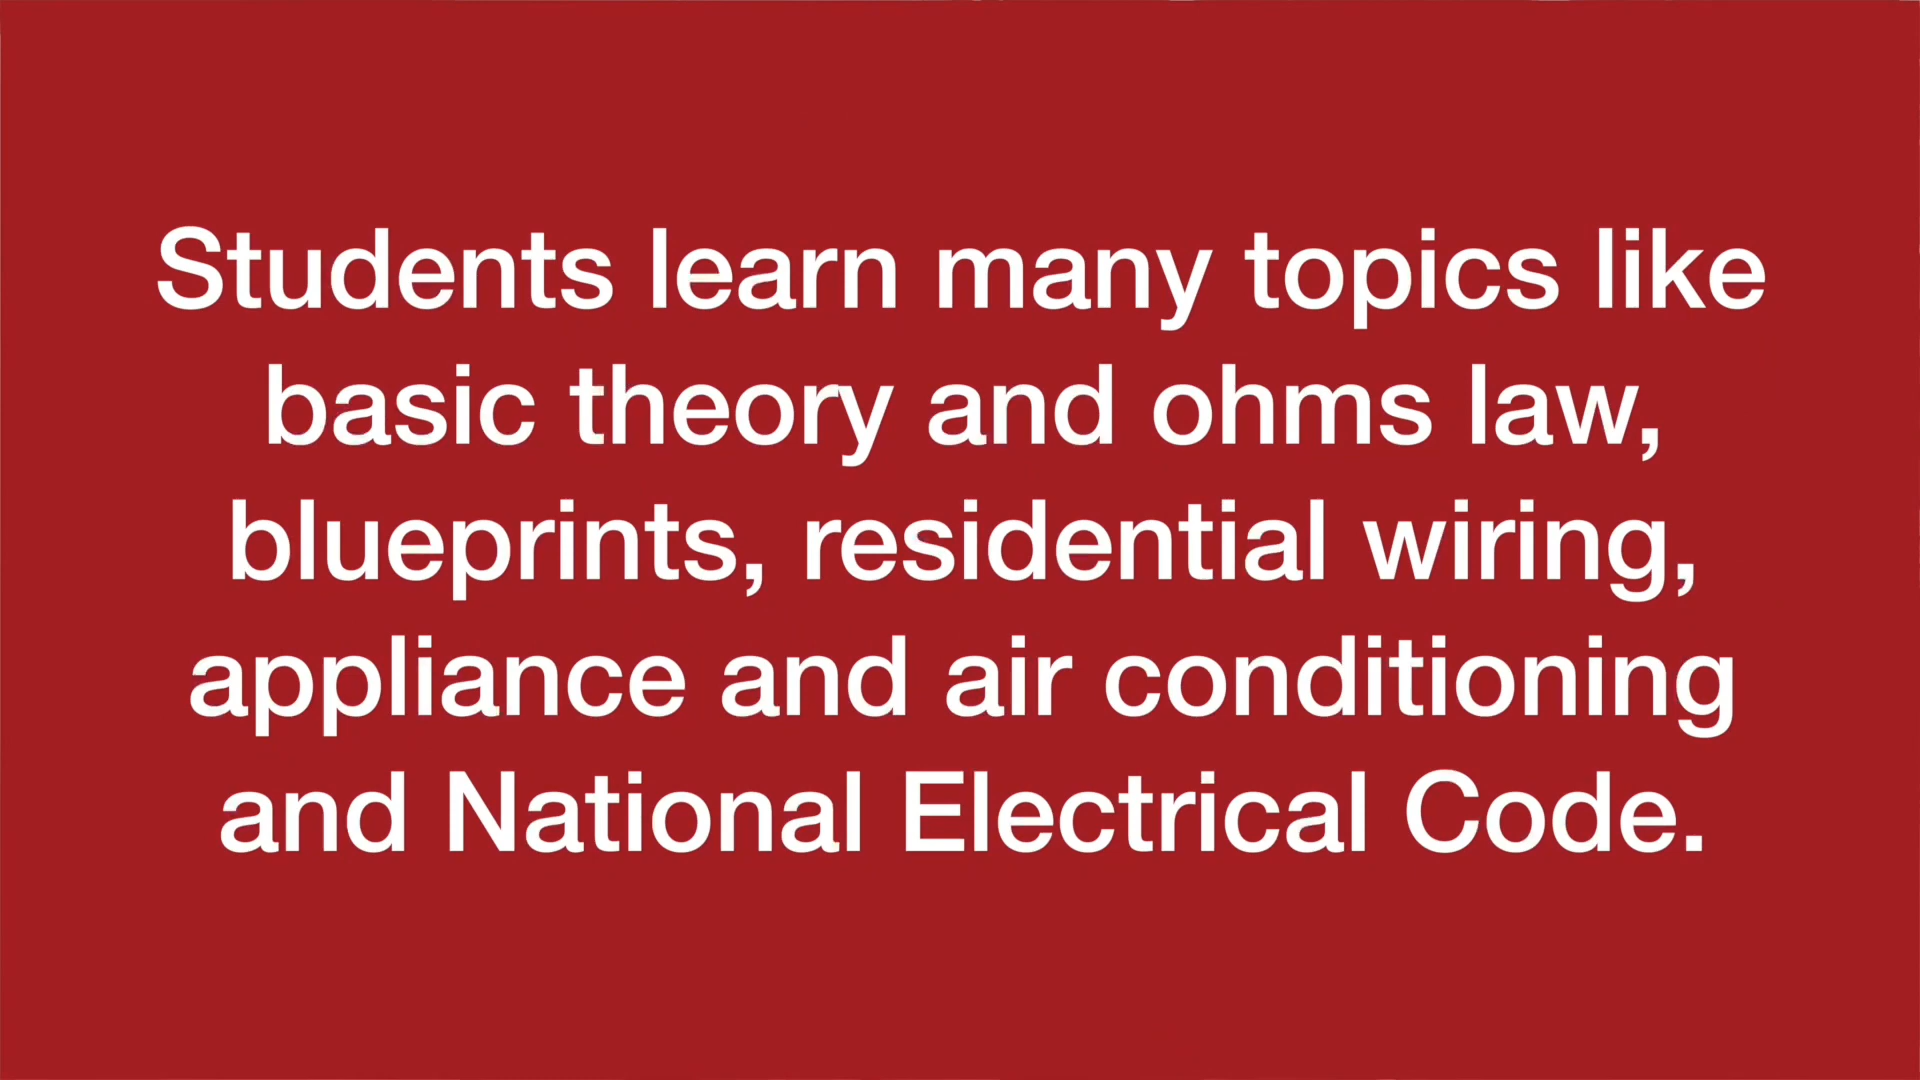 Students learn many topics like
basic theory and ohms law,
blueprints, residential wiring,
appliance and air conditioning
and National Electrical Code.